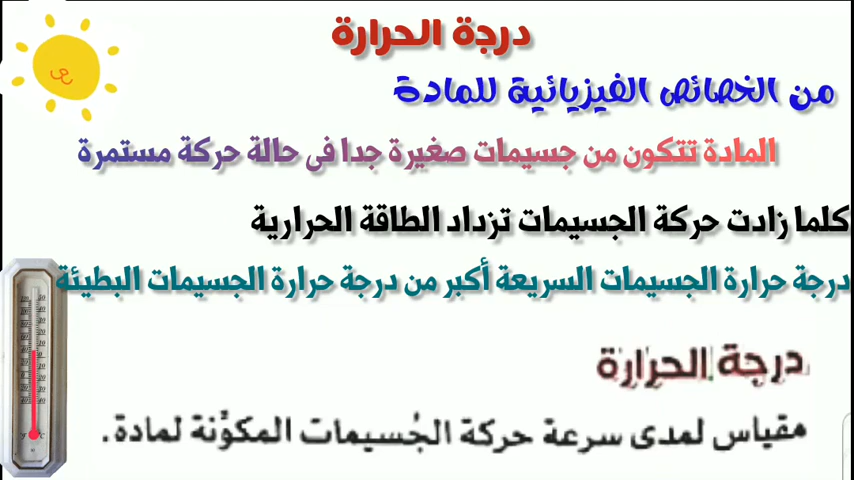 درجة الحرارة
من الخصائص الفيزيائية للمادة
المادة تتكون من جسيمات صغيرة جدا فى حالة حركة مستمرة
كلما زادت حركة الجسيمات تزداد الطاقة الحرارية
درجة حرارة الجسيمات السريعة أكبر من درجة حرارة الجسيمات البطيئة
درجة الحرارة
مقياس لمدى سرعة حركة الجُسيمات المكوِّنة لمادة.